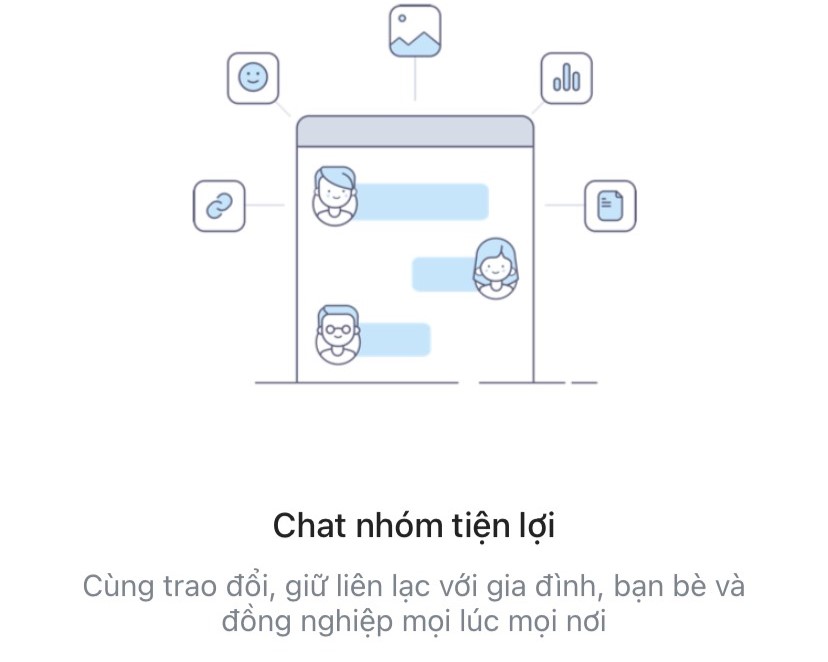 Chat nhóm tiện lợi
Cùng trao đổi, giữ liên lạc với gia đình, bạn bè và
đồng nghiệp mọi lúc mọi nơi